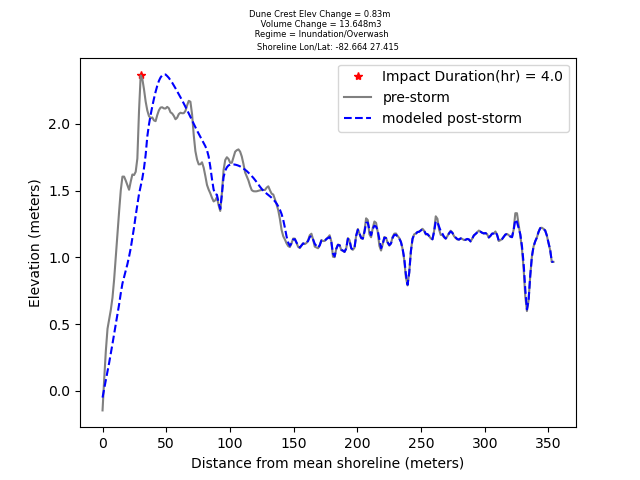 Dune Crest Elev Change = 0.83m
Volume Change = 13.648m3
Regime = Inundation/Overwash
Shoreline Lon/Lat: -82.664 27.415
Impact Duration(hr) = 4.0
pre-storm
modeled post-storm
Elevation (meters)
2.0
1.5
1.0
0.5
0.0
0 50 100 150 200 250 300 350
Distance from mean shoreline (meters)